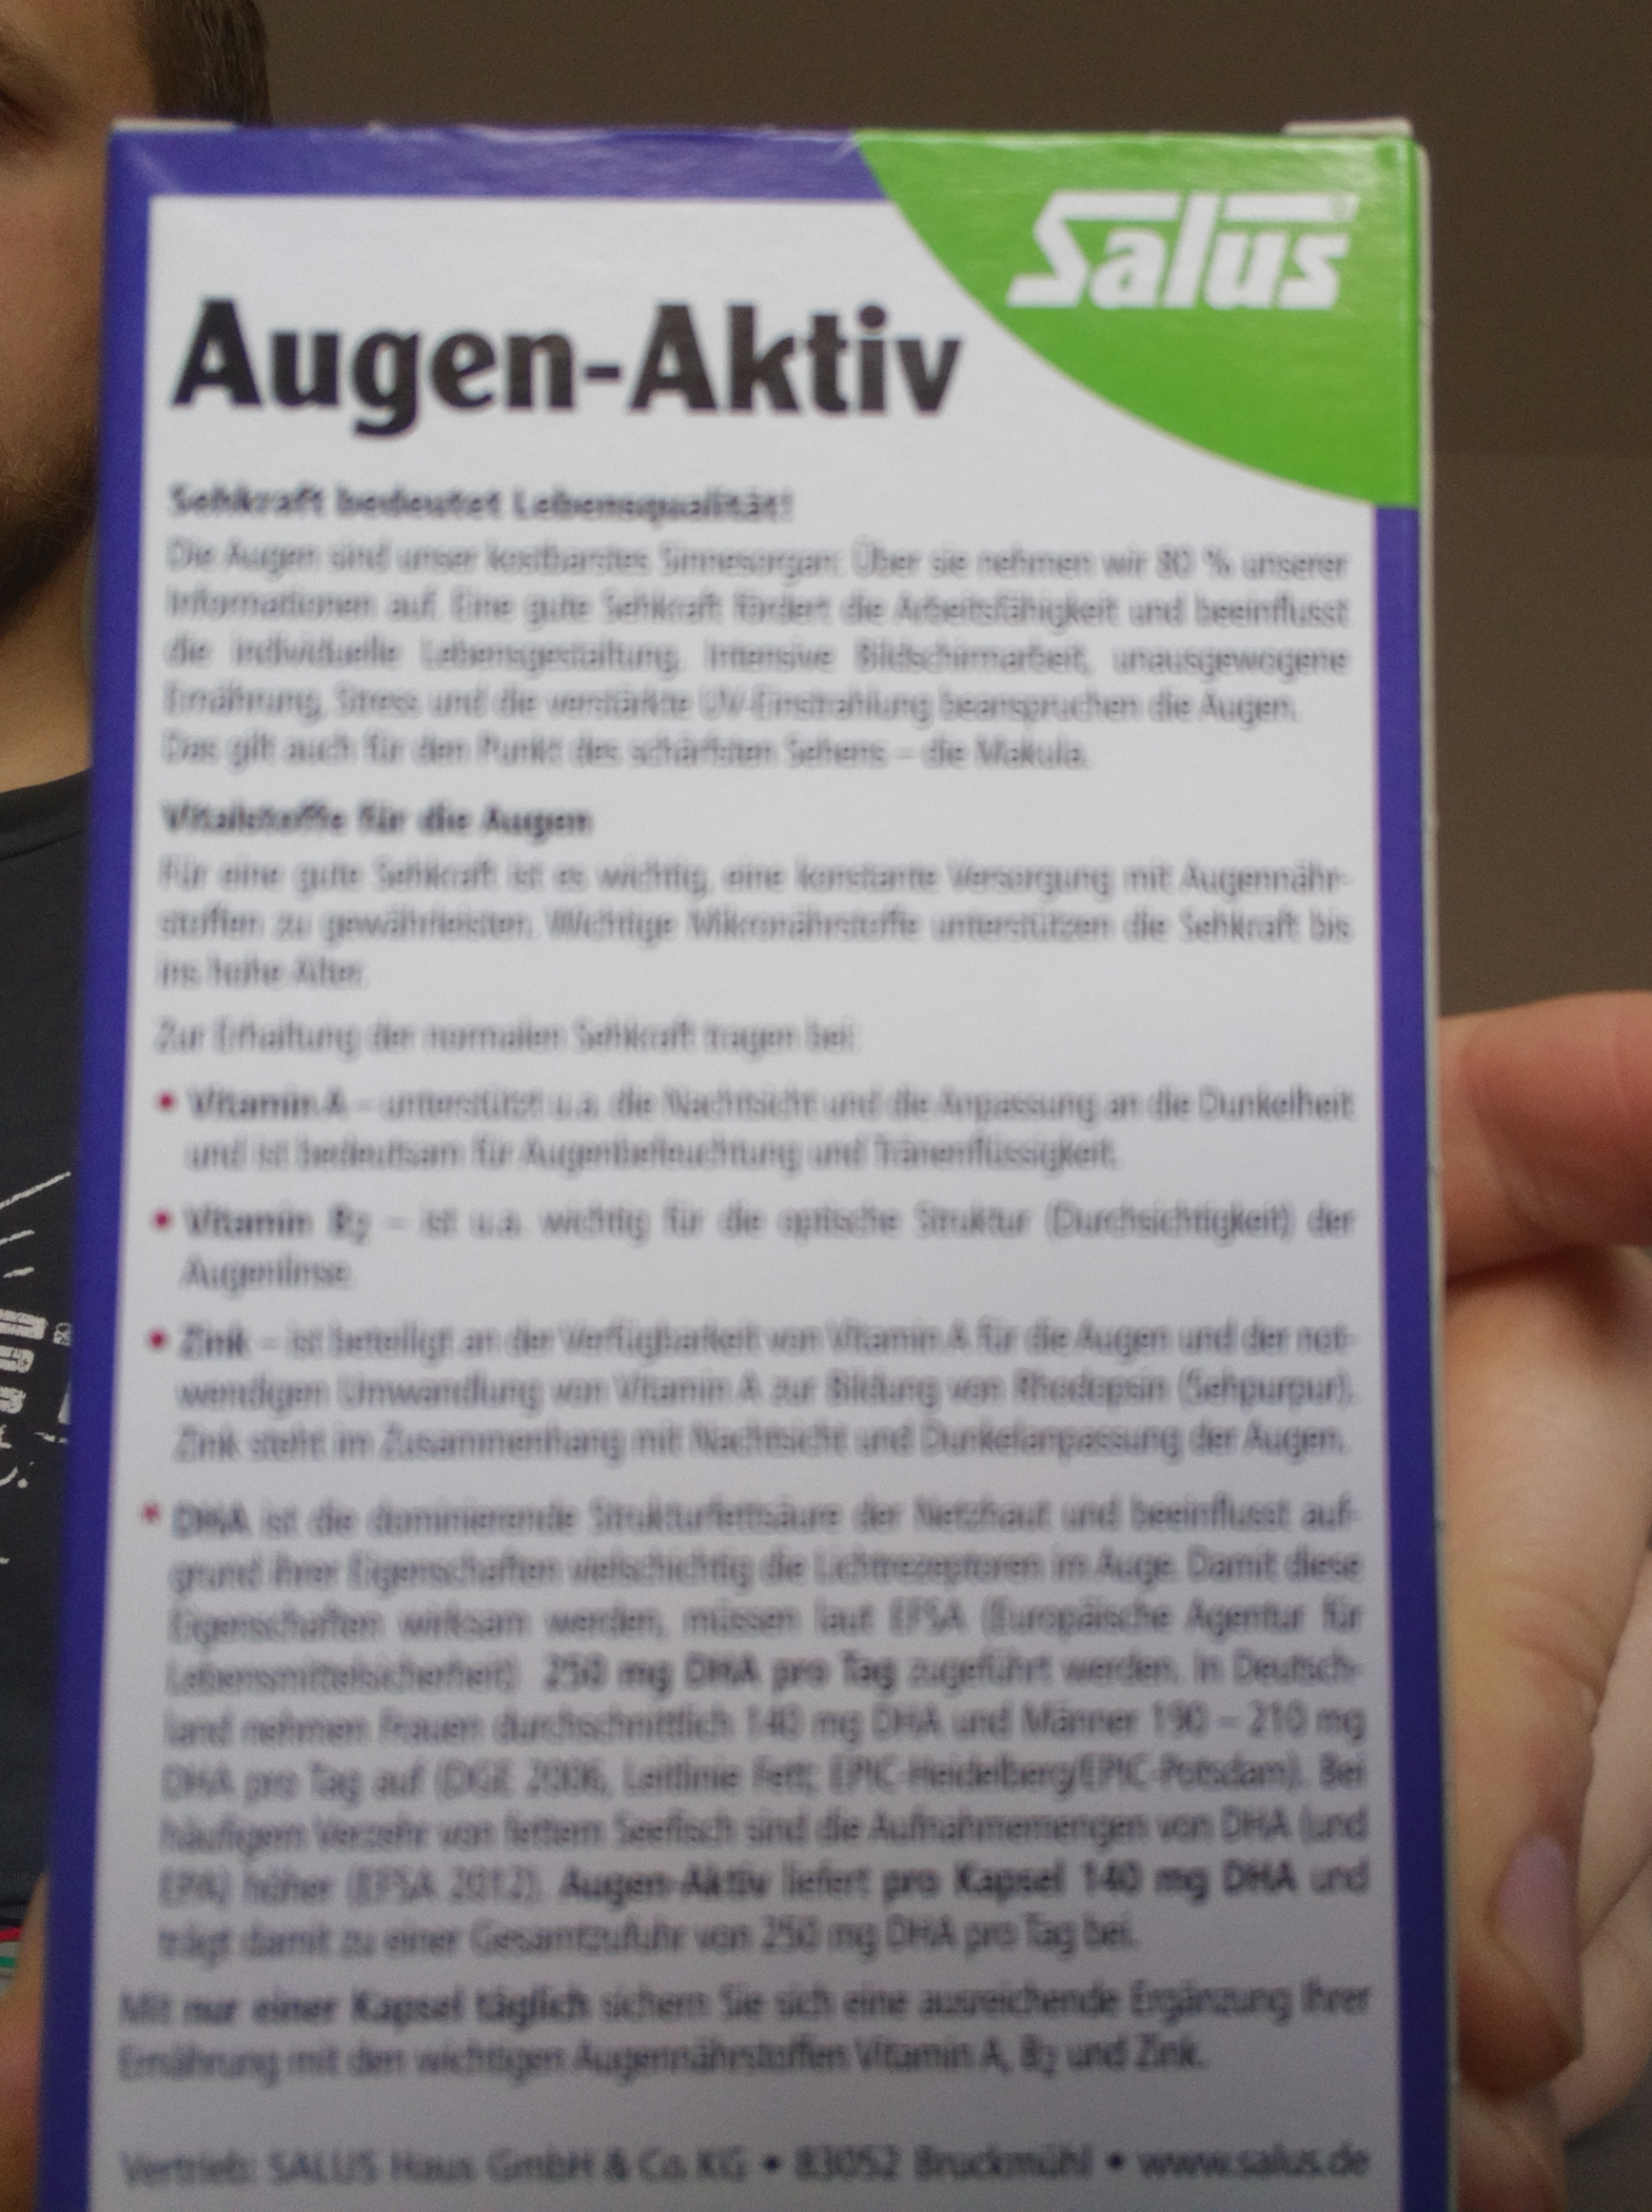 Salus®
Augen-Aktiv
Sehkraft bedeutet Lebensqualität!
Die Augen sind unser kostbarstes Sinnesorgan: Über sie nehmen wir 80 % unserer
Informationen auf. Eine gute Sehkraft fördert die Arbeitsfähigkeit und beeinflusst
die individuelle Lebensgestaltung. Intensive Bildschirmarbeit, unausgewogene
Ernährung, Stress und die verstärkte UV-Einstrahlung beanspruchen die Augen.
Das gilt auch für den Punkt des schärfsten Sehens – die Makula.
Vitalstoffe für die Augen
Für eine gute Sehkraft ist es wichtig, eine konstante Versorgung mit Augennähr-
stoffen zu gewährleisten. Wichtige Mikronährstoffe unterstützen die Sehkraft bis
ins hohe Alter.
Zur Erhaltung der normalen Sehkraft tragen bei:
• Vitamin A – unterstützt u.a. die Nachtsicht und die Anpassung an die Dunkelheit
und ist bedeutsam für Augenbefeuchtung und Tränenflüssigkeit.
• Vitamin B₂ – ist u.a. wichtig für die optische Struktur (Durchsichtigkeit) der
Augenlinse.
• Zink – ist beteiligt an der Verfügbarkeit von Vitamin A für die Augen und der not-
wendigen Umwandlung von Vitamin A zur Bildung von Rhodopsin (Sehpurpur).
Zink steht im Zusammenhang mit Nachtsicht und Dunkelanpassung der Augen.
* DHA ist die dominierende Strukturfettsäure der Netzhaut und beeinflusst auf-
grund ihrer Eigenschaften vielschichtig die Lichtrezeptoren im Auge. Damit diese
Eigenschaften wirksam werden, müssen laut EFSA (Europäische Agentur für
Lebensmittelsicherheit) 250 mg DHA pro Tag zugeführt werden. In Deutsch-
land nehmen Frauen durchschnittlich 140 mg DHA und Männer 190 – 210 mg
DHA pro Tag auf (DGE 2006, Leitlinie Fett; EPIC-Heidelberg/EPIC-Potsdam). Bei
häufigem Verzehr von fettem Seefisch sind die Aufnahmemengen von DHA (und
EPA) höher (EFSA 2012). Augen-Aktiv liefert pro Kapsel 140 mg DHA und
trägt damit zu einer Gesamtzufuhr von 250 mg DHA pro Tag bei.
Mit nur einer Kapsel täglich sichern Sie sich eine ausreichende Ergänzung Ihrer
Ernährung mit den wichtigen Augennährstoffen Vitamin A, B₂ und Zink.
Vertrieb: SALUS Haus GmbH & Co. KG • 83052 Bruckmühl • www.salus.de